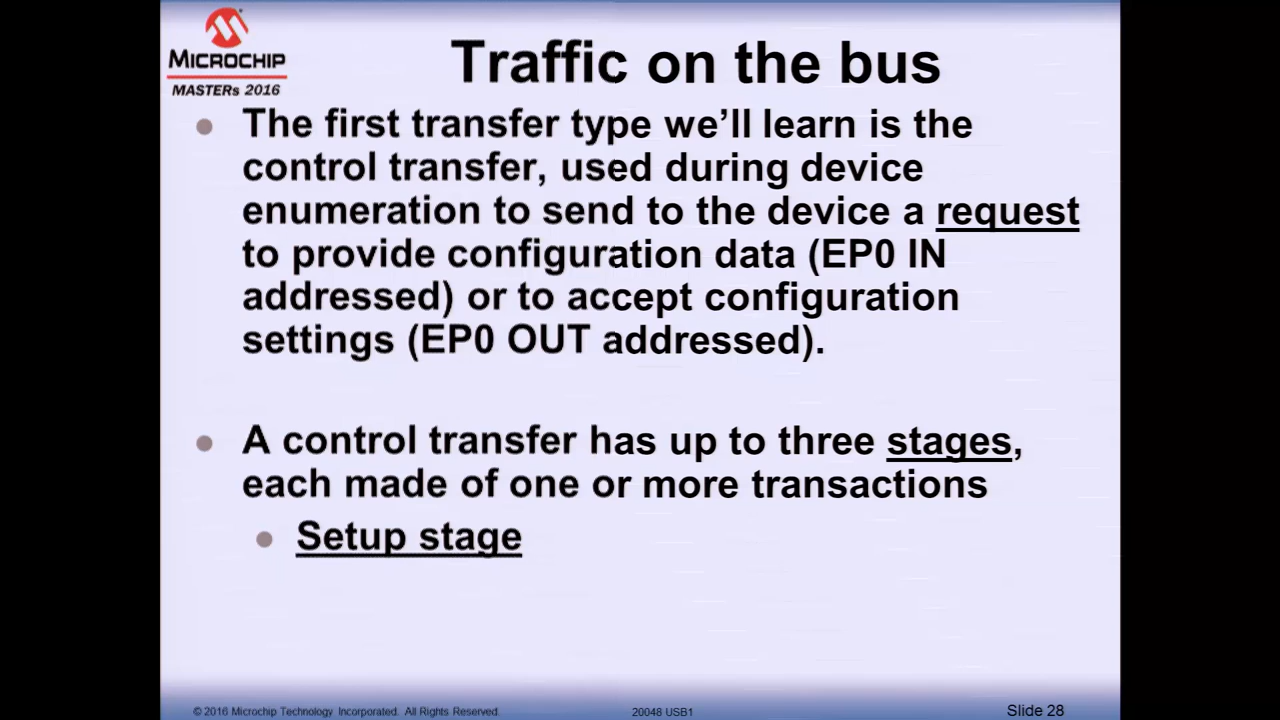 MICROCHIP
MASTERs 2016
Traffic on the bus
The first transfer type we'll learn is the
control transfer, used during device
enumeration to send to the device a request
to provide configuration data (EP0 IN
addressed) or to accept configuration
settings (EP0 OUT addressed).
A control transfer has up to three stages,
each made of one or more transactions
Setup stage
© 2016 Microchip Technology Incorporated. All Rights Reserved.
20048 USB1
Slide 28